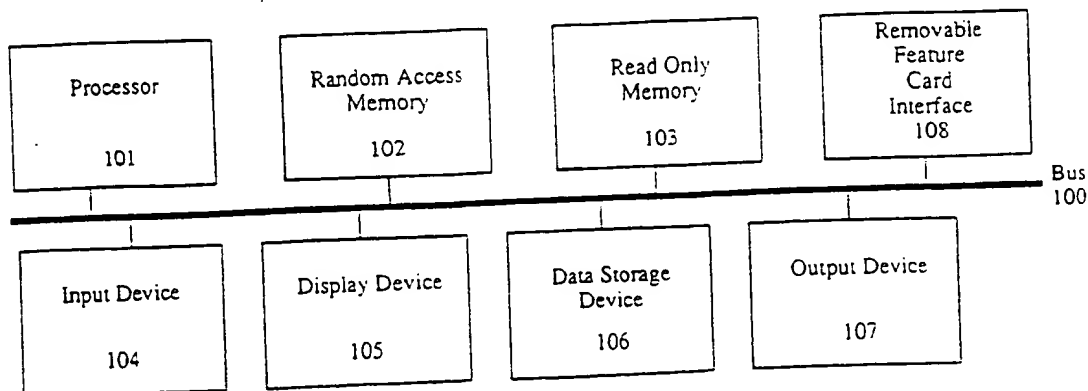 Processor
101
Random Access
Memory
102
Read Only
Memory
103
Removable
Feature
Card
Interface
108
Bus
100
Input Device
104
Display Device
105
Data Storage
Device
106
Output Device
107